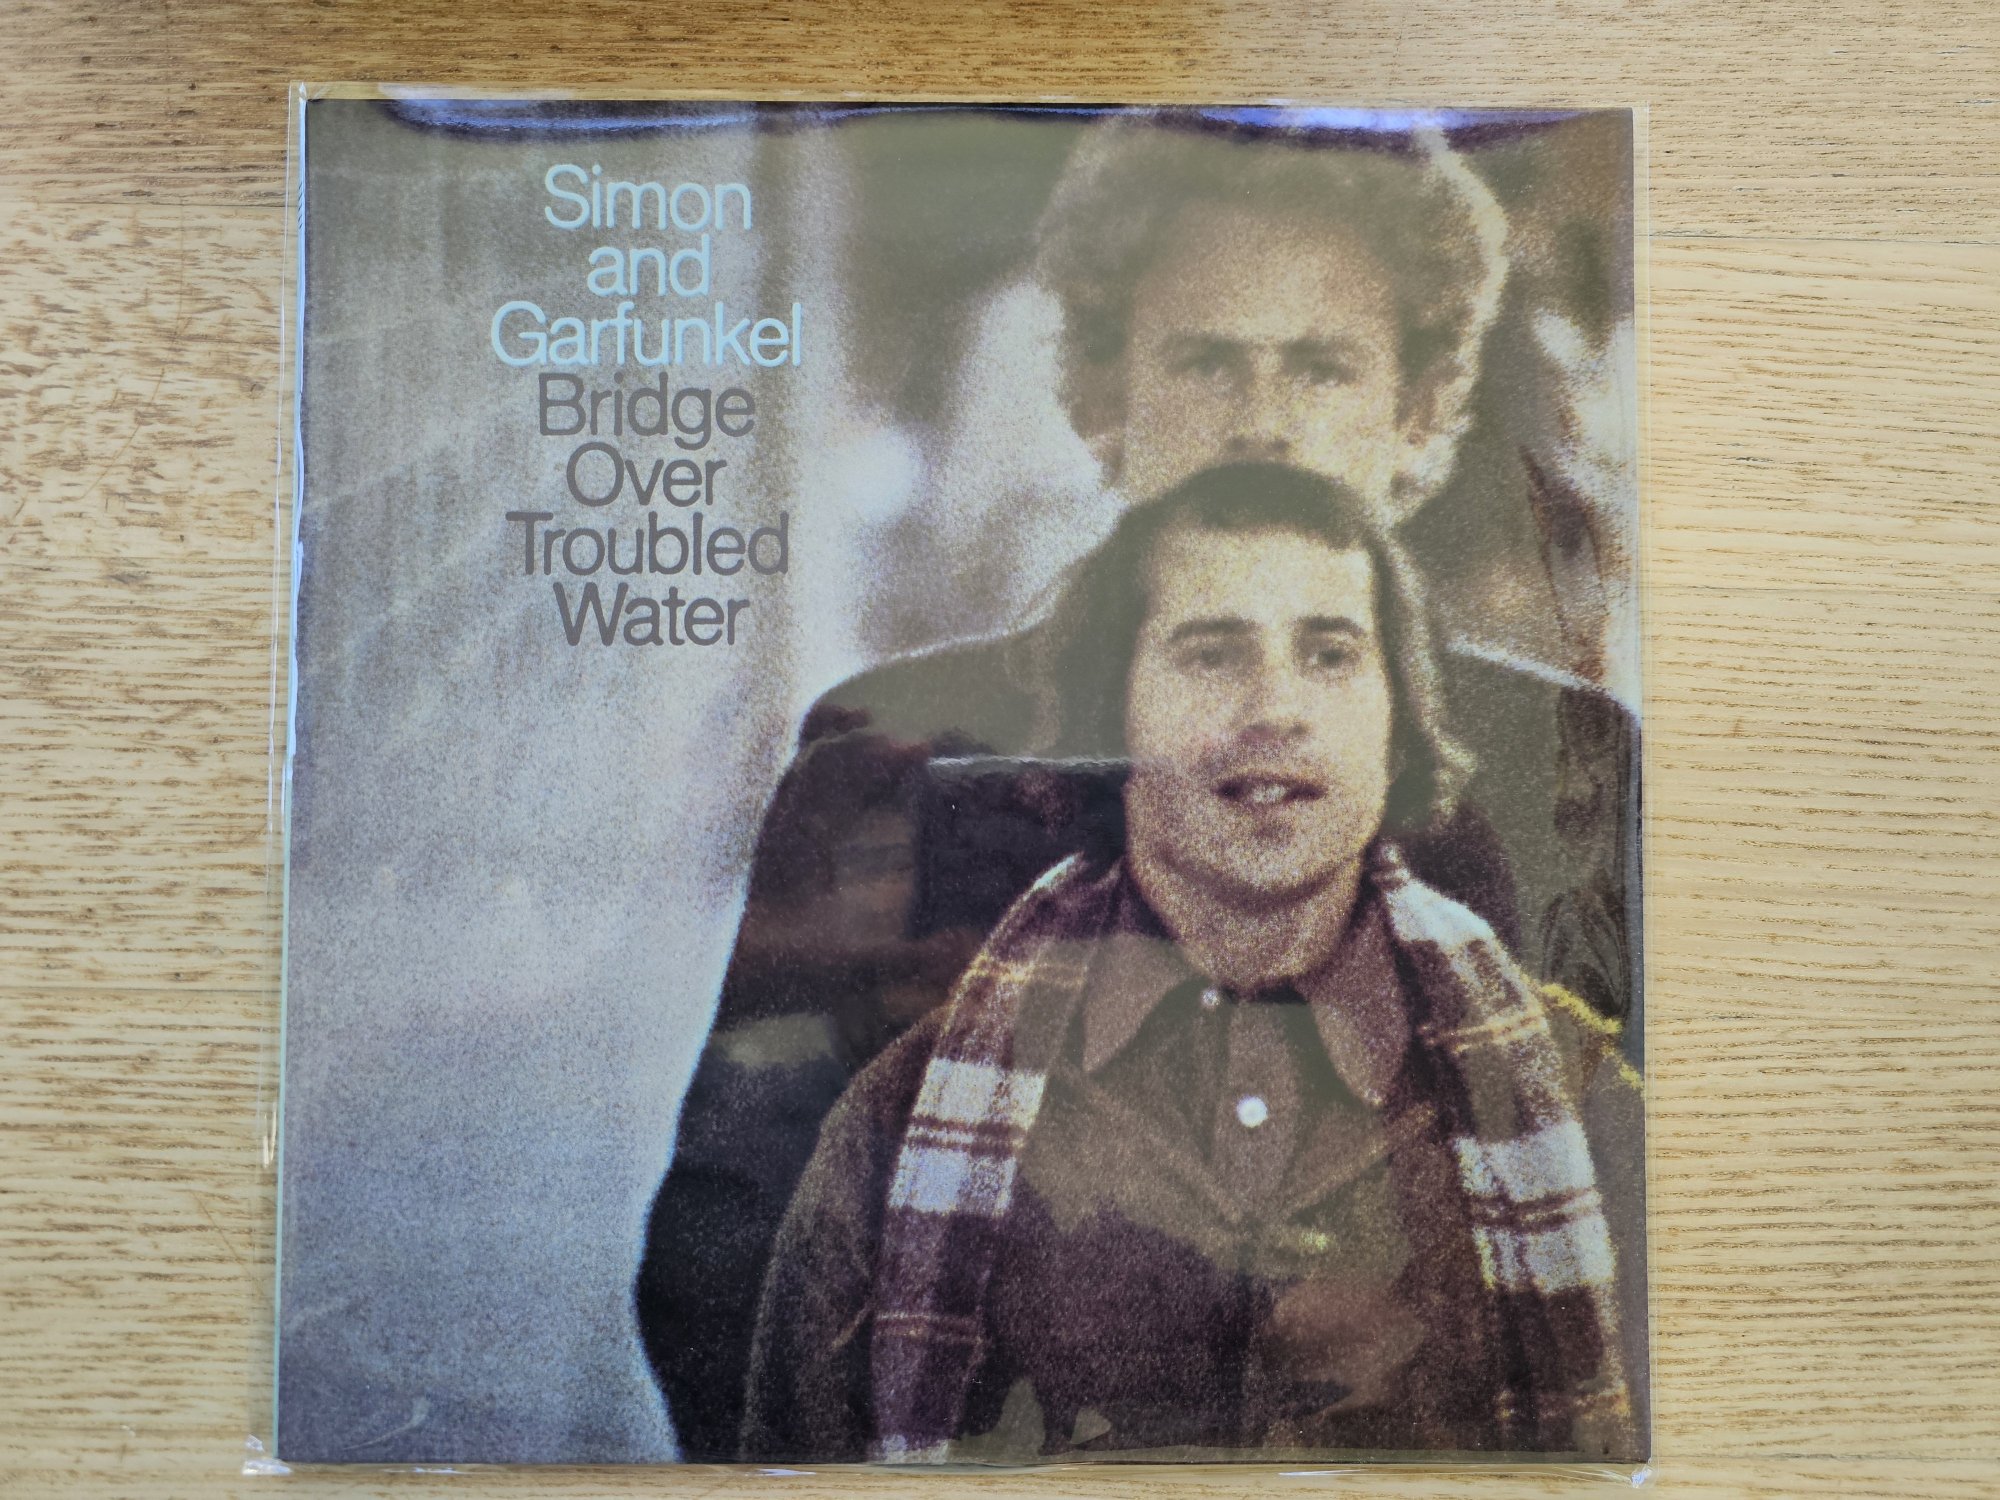 Simon
and
Garfunkel
Bridge
Over
Troubled
Water